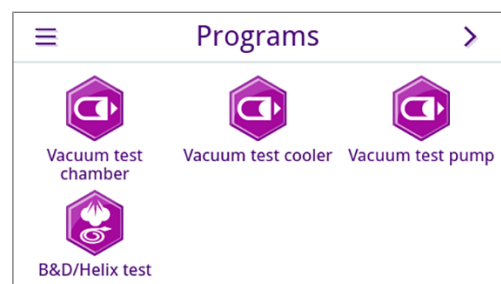 Programs
Vacuum test
chamber
Vacuum test cooler
Vacuum test pump
B&D/Helix test